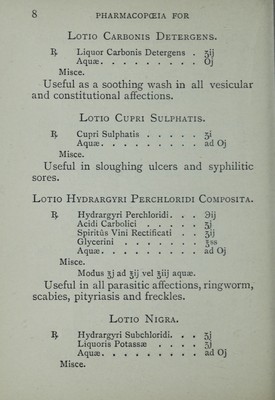 8 PHARMACOPŒIA FOR
Lotio Carbonis Detergens.
℞ Liquor Carbonis Detergens . ʒij
Aquæ. . . . . . . . . Oj
Misce.
Useful as a soothing wash in all vesicular
and constitutional affections.
Lotio Cupri Sulphatis.
℞ Cupri Sulphatis . . . . . ʒi
Aquæ. . . . . . . . . ad Oj
Misce.
Useful in sloughing ulcers and syphilitic
sores.
Lotio Hydrargyri Perchloridi Composita.
℞ Hydrargyri Perchloridi. . . ℈ij
Acidi Carbolici . . . . . ʒj
Spiritûs Vini Rectificati . . ʒij
Glycerini . . . . . . . ℥ss
Aquæ. . . . . . . . . ad Oj
Misce.
Modus ʒj ad ʒij vel ʒiij aquæ.
Useful in all parasitic affections, ringworm,
scabies, pityriasis and freckles.
Lotio Nigra.
℞ Hydrargyri Subchloridi. . . ʒj
Liquoris Potassæ . . . . ʒj
Aquæ. . . . . . . . . ad Oj
Misce.